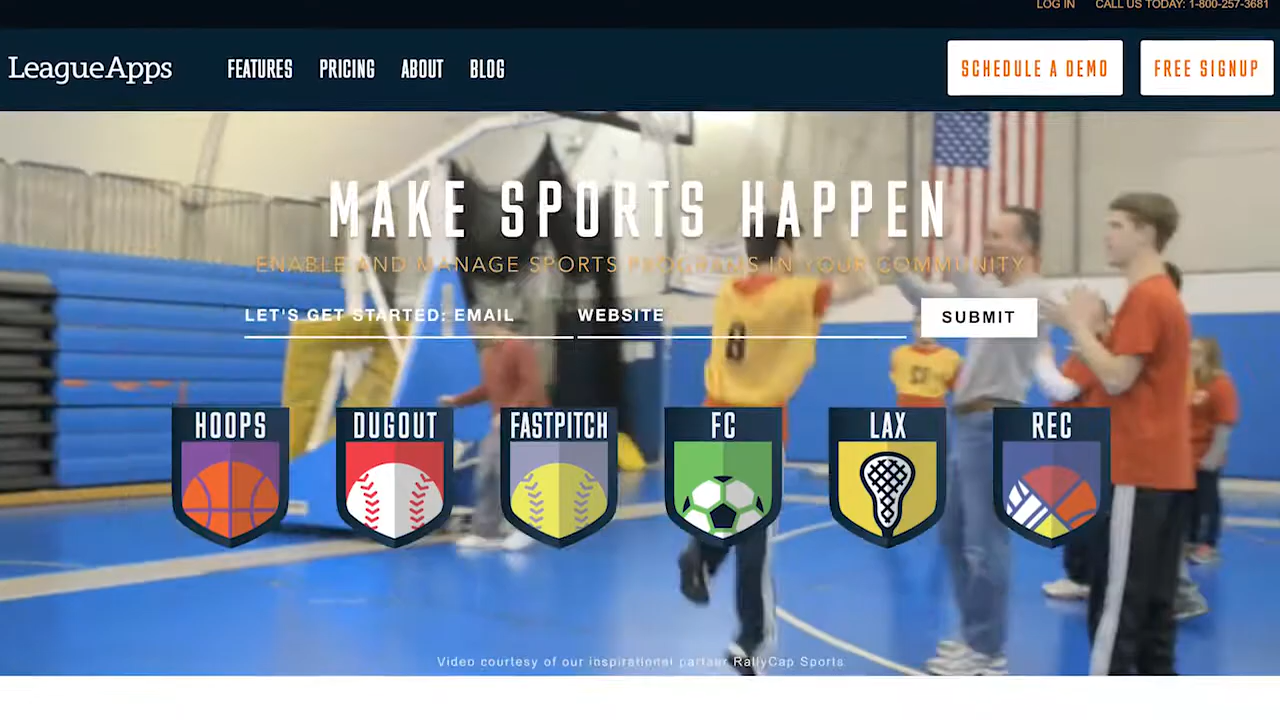 LOG IN CALL US TODAY: 1-800-257-3681
LeagueApps FEATURES PRICING ABOUT BLOG SCHEDULE A DEMO FREE SIGNUP
MAKE SPORTS HAPPEN
ENABLE AND MANAGE SPORTS PROGRAMS IN YOUR COMMUNITY
LET'S GET STARTED: EMAIL WEBSITE SUBMIT
8
HOOPS DUGOUT FASTPITCH FC LAX REC
Video courtesy of our inspirational partner RallyCap Sports